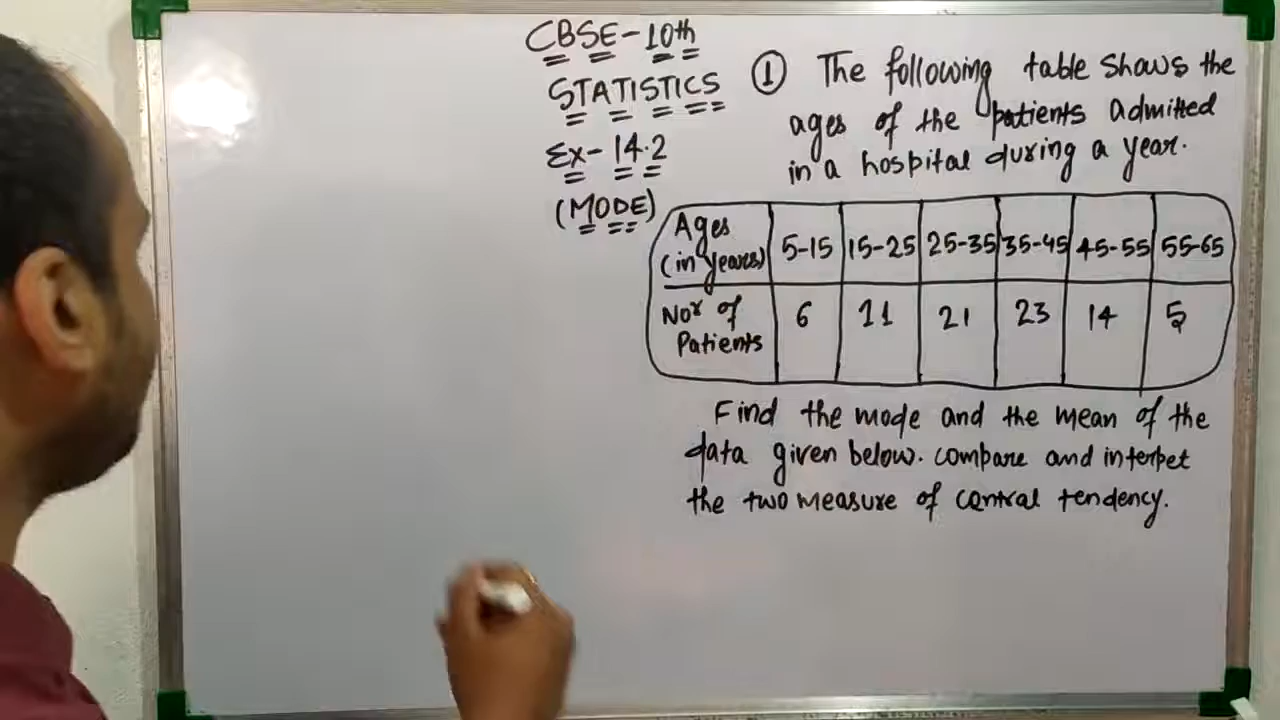 CBSE-10th
STATISTICS
Ex-14.2
(MODE)
① The following table shows the
ages of the patients admitted
in a hospital during a year.
Ages (in years) 5-15 15-25 25-35 35-45 45-55 55-65
Nor of Patients 6 11 21 23 14 5
Find the mode and the mean of the
data given below. compare and interpet
the two measure of central tendency.